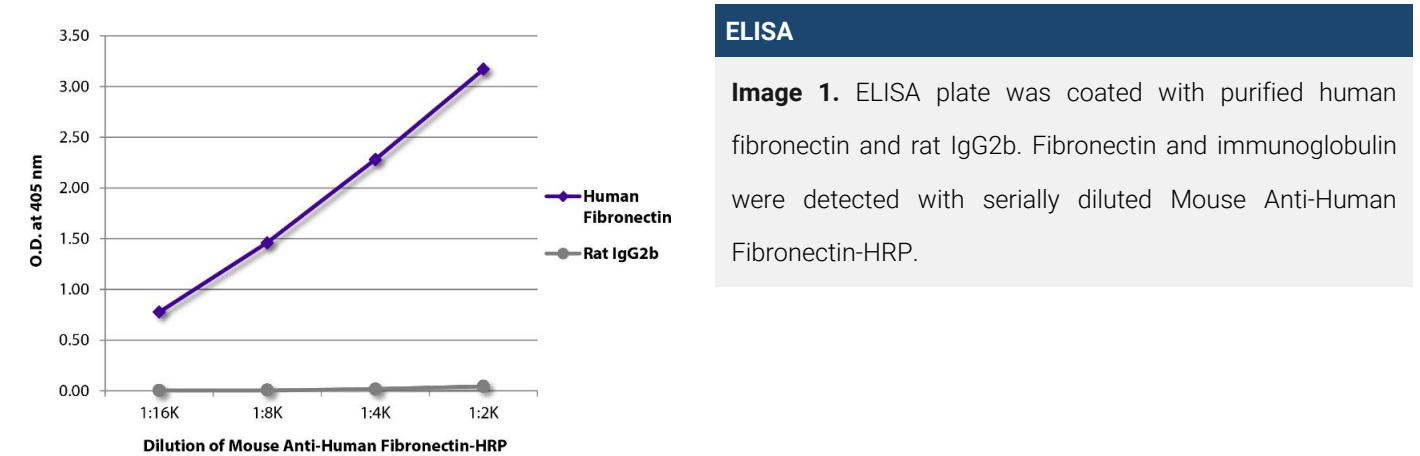 3.50
3.00
2.50
2.00
1.50
1.00
0.50
0.00
O.D. at 405 nm
1:16K 1:8K 1:4K 1:2K
Dilution of Mouse Anti-Human Fibronectin-HRP
Human
Fibronectin
Rat IgG2b
ELISA
Image 1. ELISA plate was coated with purified human
fibronectin and rat IgG2b. Fibronectin and immunoglobulin
were detected with serially diluted Mouse Anti-Human
Fibronectin-HRP.